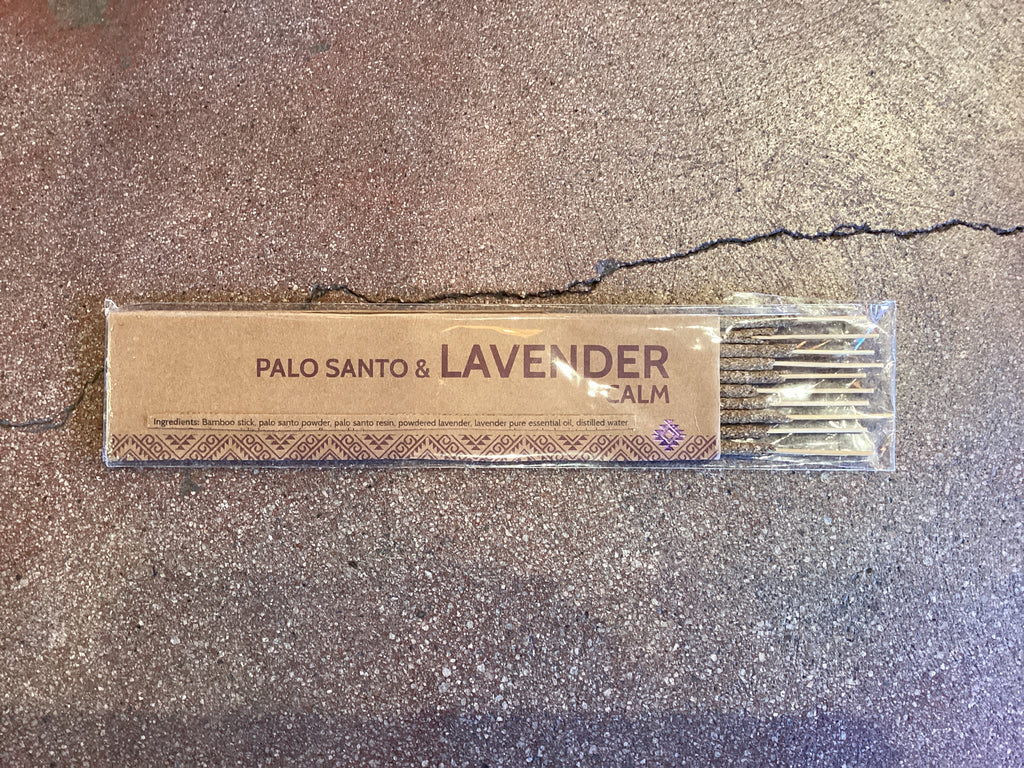 PALO SANTO & LAVENDER
CALM
Ingredients: Bamboo stick, palo santo powder, palo santo resin, powdered lavender, lavender pure essential oil, distilled water